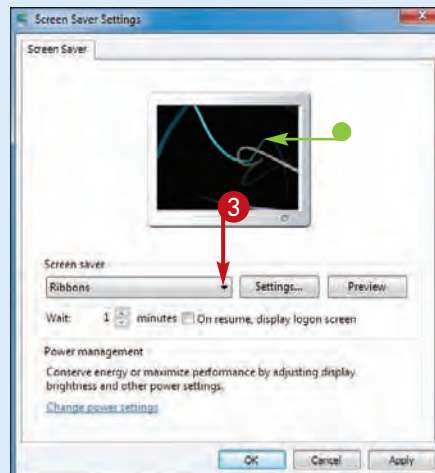 Screen Saver Settings
Screen Saver
3
Screen saver
Ribbons Settings... Preview
Wait: 1 minutes On resume, display logon screen
Power management
Conserve energy or maximize performance by adjusting display
brightness and other power settings.
Change power settings
OK Cancel Apply